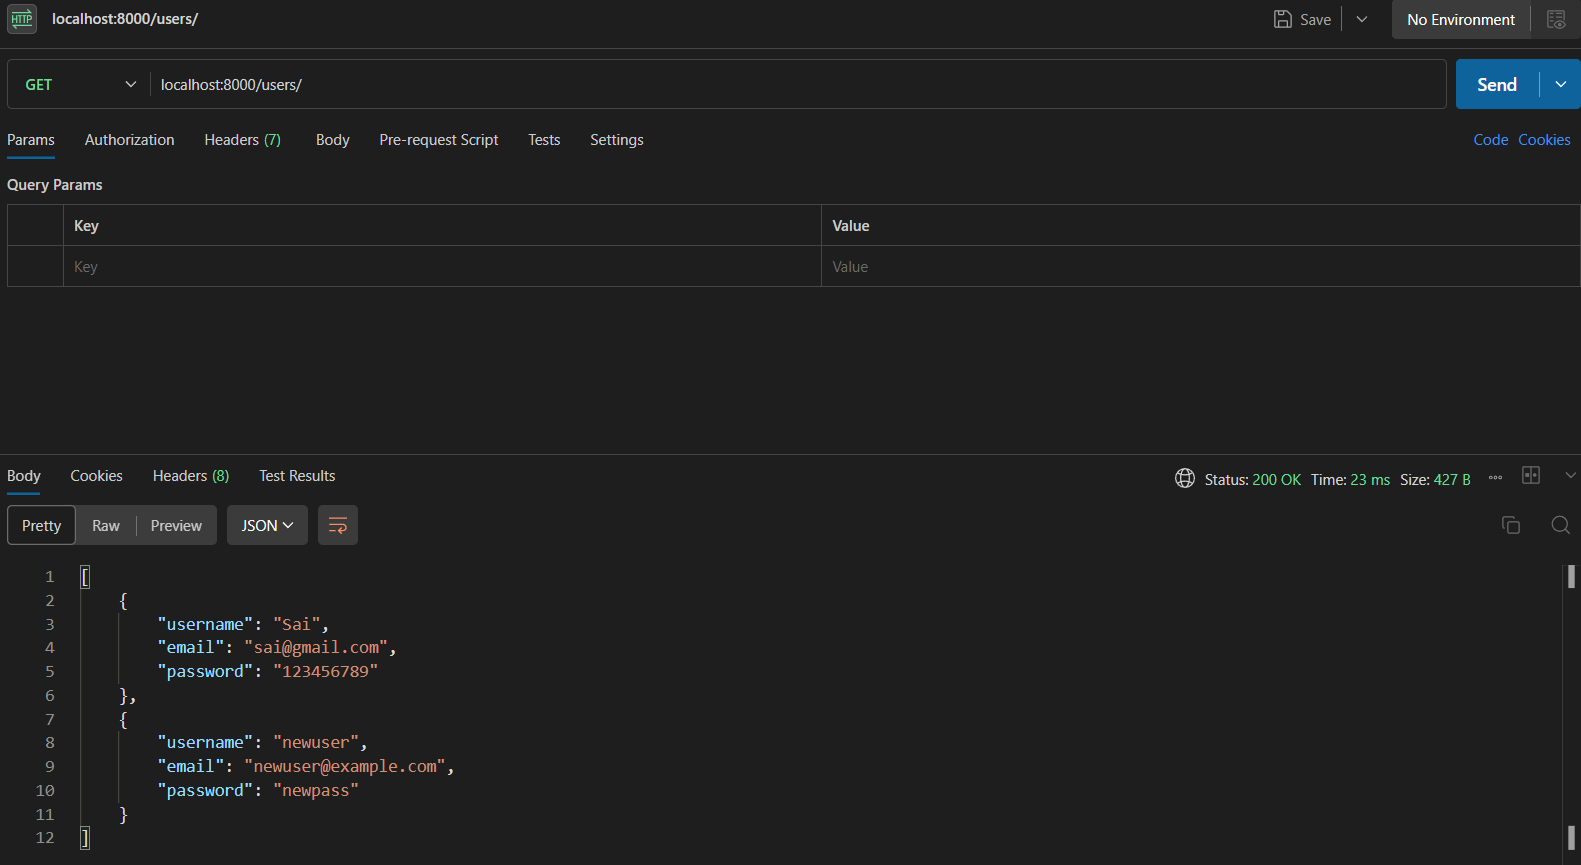 HTTP localhost:8000/users/ Save No Environment
GET localhost:8000/users/ Send
Params Authorization Headers (7) Body Pre-request Script Tests Settings Code Cookies
Query Params
Key Value
Key Value
Body Cookies Headers (8) Test Results Status: 200 OK Time: 23 ms Size: 427 B
Pretty Raw Preview JSON
1 [
2 {
3 "username": "Sai",
4 "email": "sai@gmail.com",
5 "password": "123456789"
6 },
7 {
8 "username": "newuser",
9 "email": "newuser@example.com",
10 "password": "newpass"
11 }
12 ]